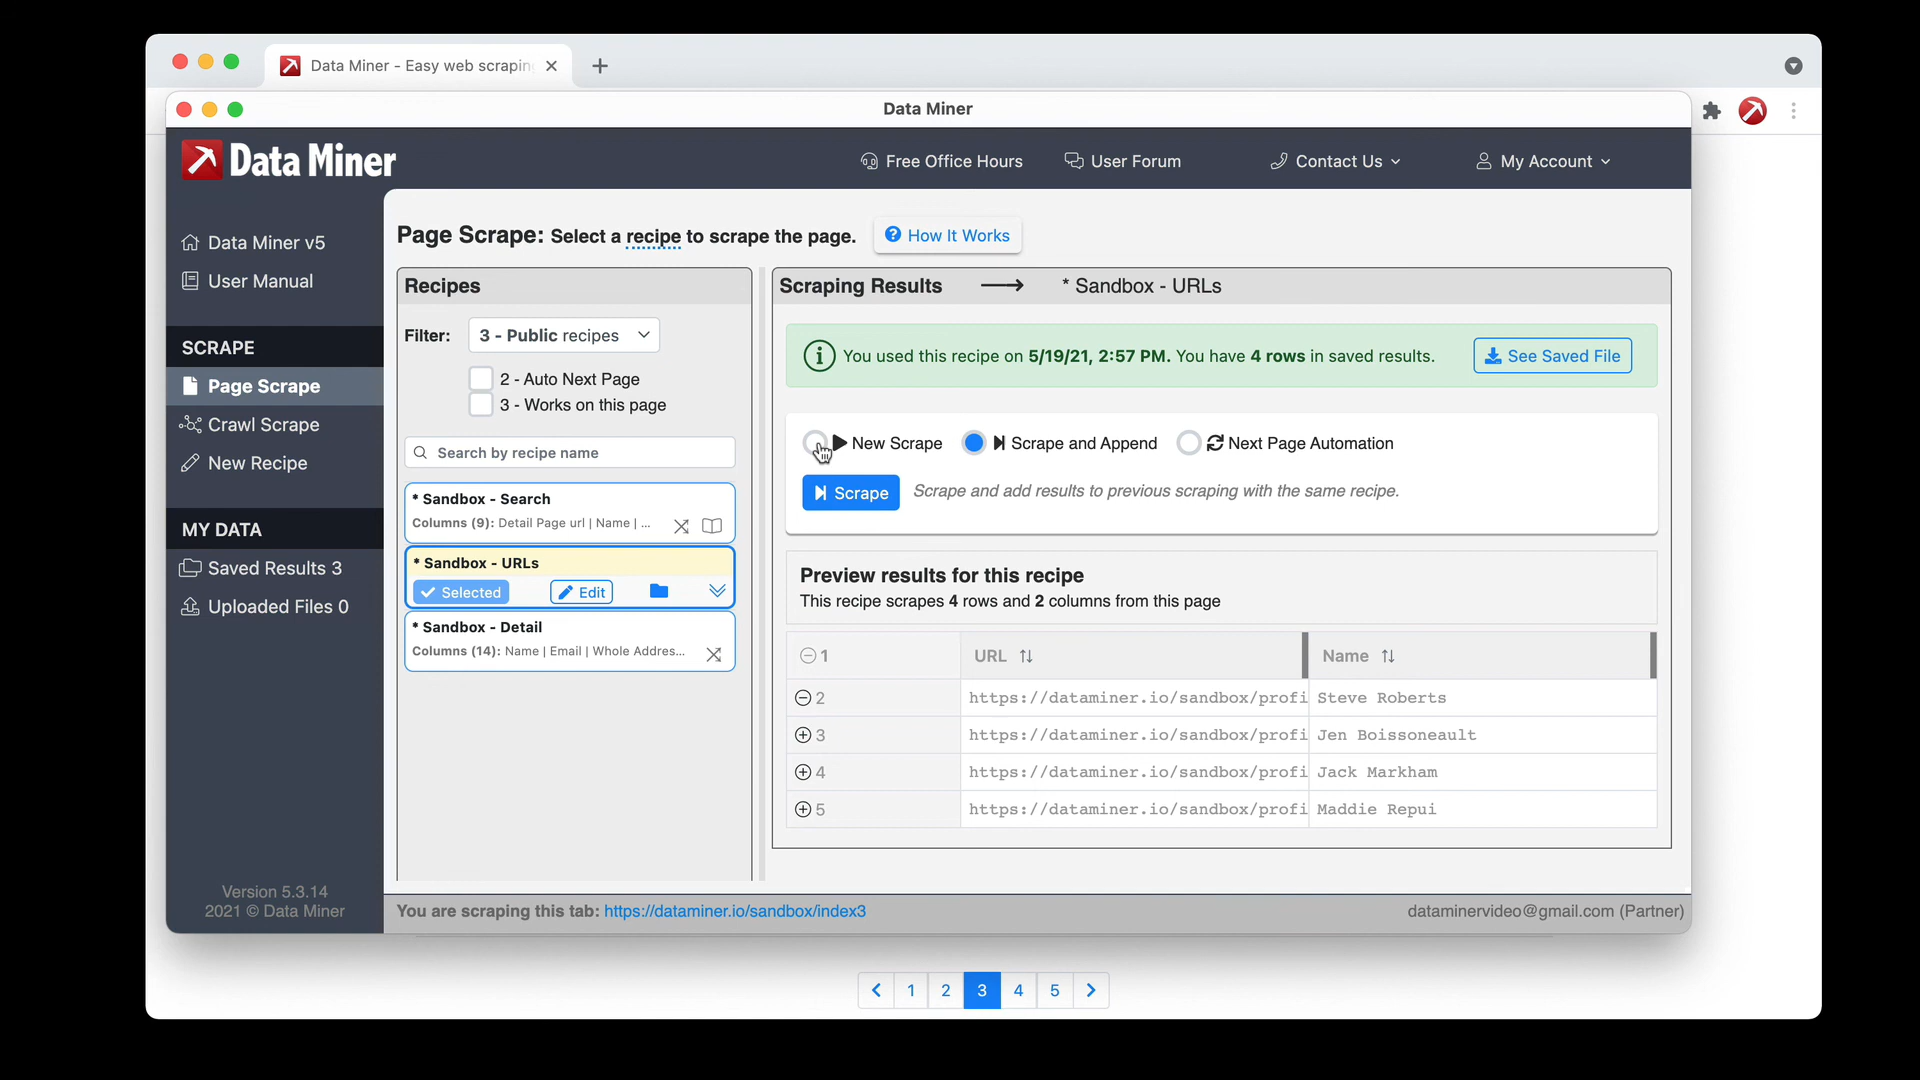 Data Miner - Easy web scraping
Data Miner
Data Miner
Free Office Hours
User Forum
Contact Us
My Account
Data Miner v5
User Manual
SCRAPE
Page Scrape
Crawl Scrape
New Recipe
MY DATA
Saved Results 3
Uploaded Files 0
Version 5.3.14
2021 © Data Miner
Page Scrape: Select a recipe to scrape the page.
How It Works
Recipes
Filter: 3 - Public recipes
2 - Auto Next Page
3 - Works on this page
Search by recipe name
* Sandbox - Search
Columns (9): Detail Page url | Name | ...
* Sandbox - URLs
Selected
Edit
* Sandbox - Detail
Columns (14): Name | Email | Whole Addres...
Scraping Results
* Sandbox - URLs
You used this recipe on 5/19/21, 2:57 PM. You have 4 rows in saved results.
See Saved File
New Scrape
Scrape and Append
Next Page Automation
Scrape
Scrape and add results to previous scraping with the same recipe.
Preview results for this recipe
This recipe scrapes 4 rows and 2 columns from this page
1 URL Name
2 https://dataminer.io/sandbox/profi Steve Roberts
3 https://dataminer.io/sandbox/profi Jen Boissoneault
4 https://dataminer.io/sandbox/profi Jack Markham
5 https://dataminer.io/sandbox/profi Maddie Repui
You are scraping this tab: https://dataminer.io/sandbox/index3
dataminervideo@gmail.com (Partner)
1 2 3 4 5